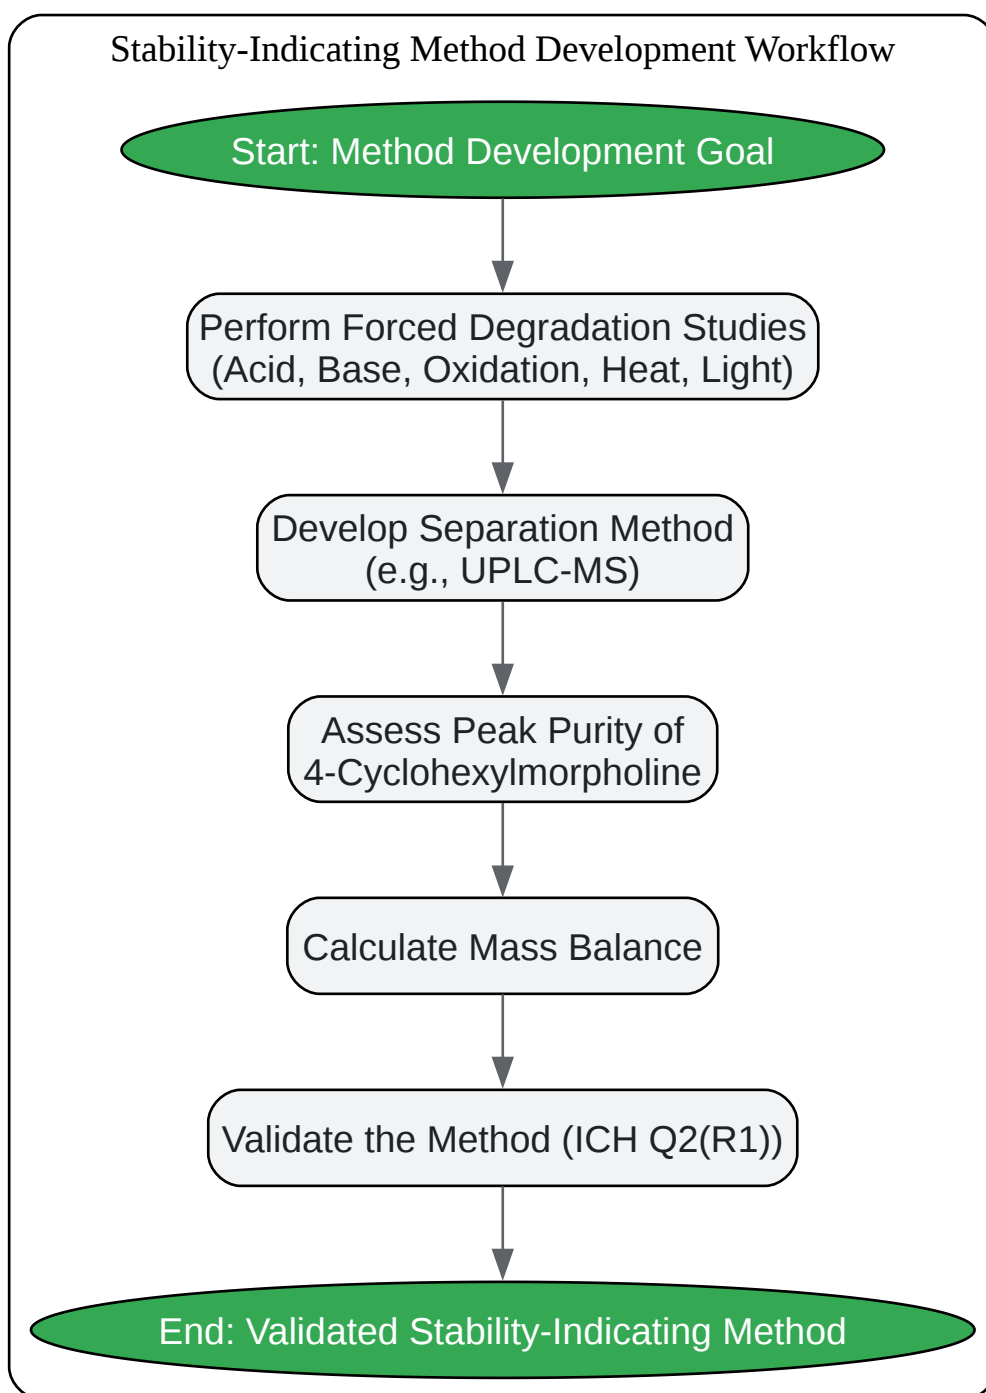 Stability-Indicating Method Development Workflow
Start: Method Development Goal
Perform Forced Degradation Studies
(Acid, Base, Oxidation, Heat, Light)
Develop Separation Method
(e.g., UPLC-MS)
Assess Peak Purity of
4-Cyclohexylmorpholine
Calculate Mass Balance
Validate the Method (ICH Q2(R1))
End: Validated Stability-Indicating Method